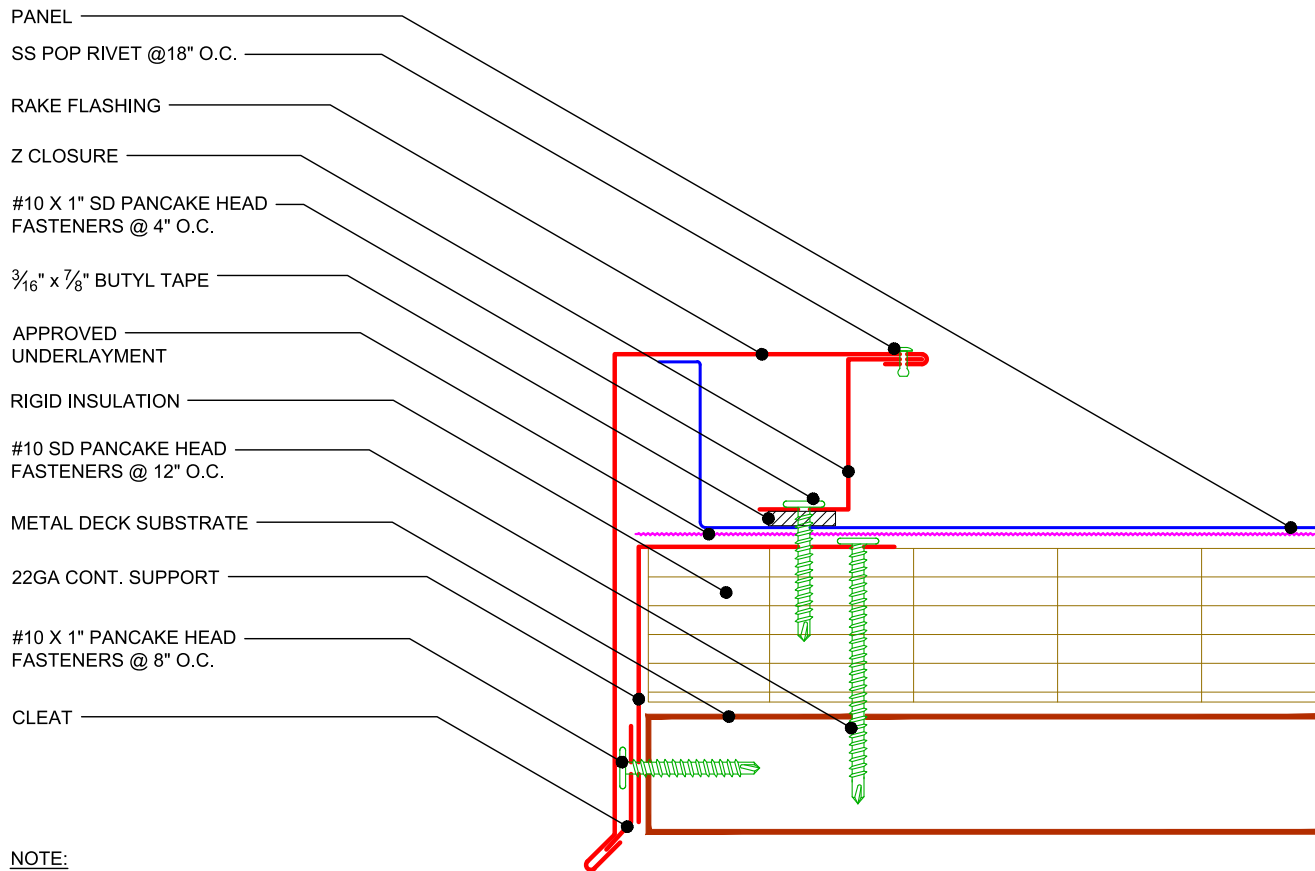 PANEL
SS POP RIVET @18" O.C.
RAKE FLASHING
Z CLOSURE
#10 X 1" SD PANCAKE HEAD
FASTENERS @ 4" O.C.
3⁄16" x 7⁄8" BUTYL TAPE
APPROVED
UNDERLAYMENT
RIGID INSULATION
#10 SD PANCAKE HEAD
FASTENERS @ 12" O.C.
METAL DECK SUBSTRATE
22GA CONT. SUPPORT
#10 X 1" PANCAKE HEAD
FASTENERS @ 8" O.C.
CLEAT
NOTE: